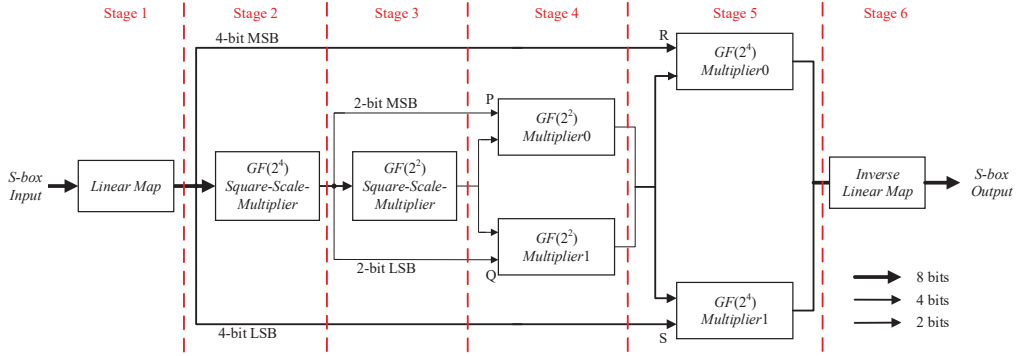 Stage 1
Stage 2
Stage 3
Stage 4
Stage 5
Stage 6
4-bit MSB
R
GF(2⁴)
Multiplier0
2-bit MSB
P
GF(2²)
Multiplier0
S-box
Input
Linear Map
GF(2⁴)
Square-Scale-
Multiplier
GF(2²)
Square-Scale-
Multiplier
Inverse
Linear Map
S-box
Output
GF(2²)
Multiplier1
2-bit LSB
Q
GF(2⁴)
Multiplier1
4-bit LSB
S
8 bits
4 bits
2 bits